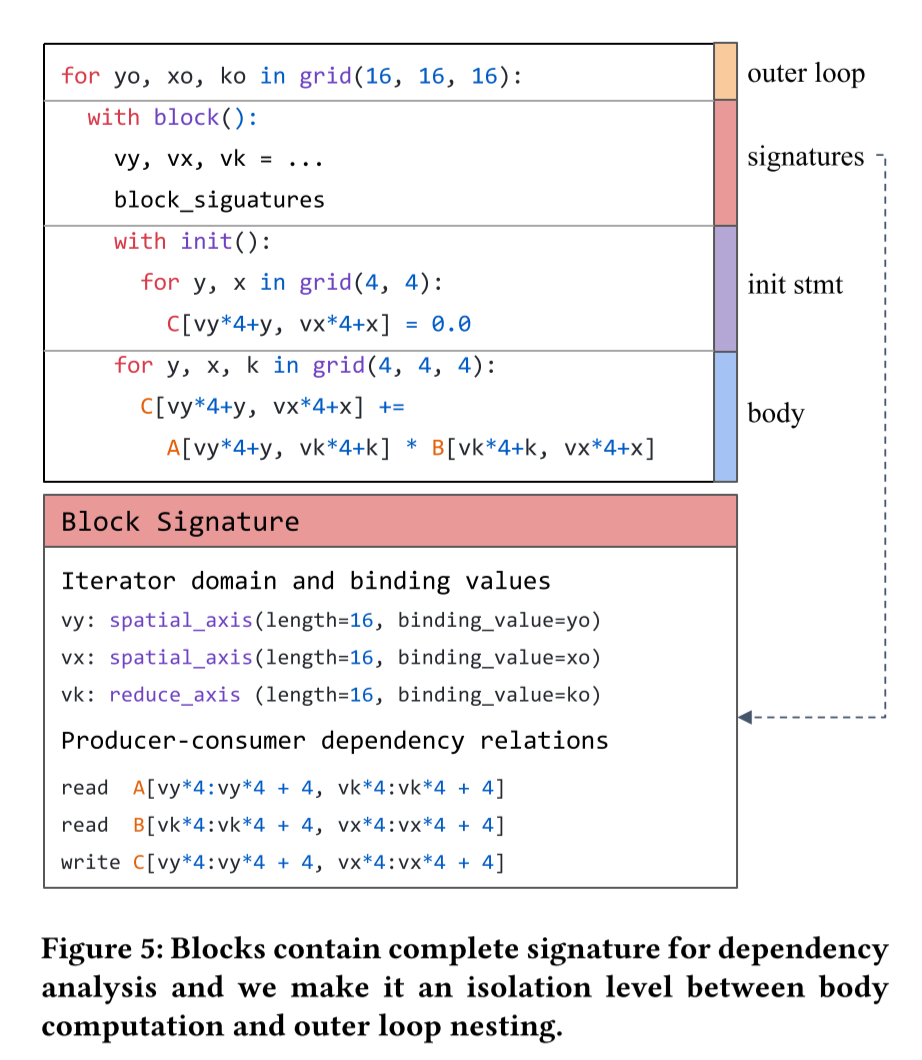 for yo, xo, ko in grid(16, 16, 16):
outer loop
with block():
vy, vx, vk = ...
signatures
block_siguatures
with init():
for y, x in grid(4, 4):
init stmt
C[vy*4+y, vx*4+x] = 0.0
for y, x, k in grid(4, 4, 4):
C[vy*4+y, vx*4+x] +=
body
A[vy*4+y, vk*4+k] * B[vk*4+k, vx*4+x]
Block Signature
Iterator domain and binding values
vy: spatial_axis(length=16, binding_value=yo)
vx: spatial_axis(length=16, binding_value=xo)
vk: reduce_axis (length=16, binding_value=ko)
Producer-consumer dependency relations
read A[vy*4:vy*4 + 4, vk*4:vk*4 + 4]
read B[vk*4:vk*4 + 4, vx*4:vx*4 + 4]
write C[vy*4:vy*4 + 4, vx*4:vx*4 + 4]
Figure 5: Blocks contain complete signature for dependency
analysis and we make it an isolation level between body
computation and outer loop nesting.